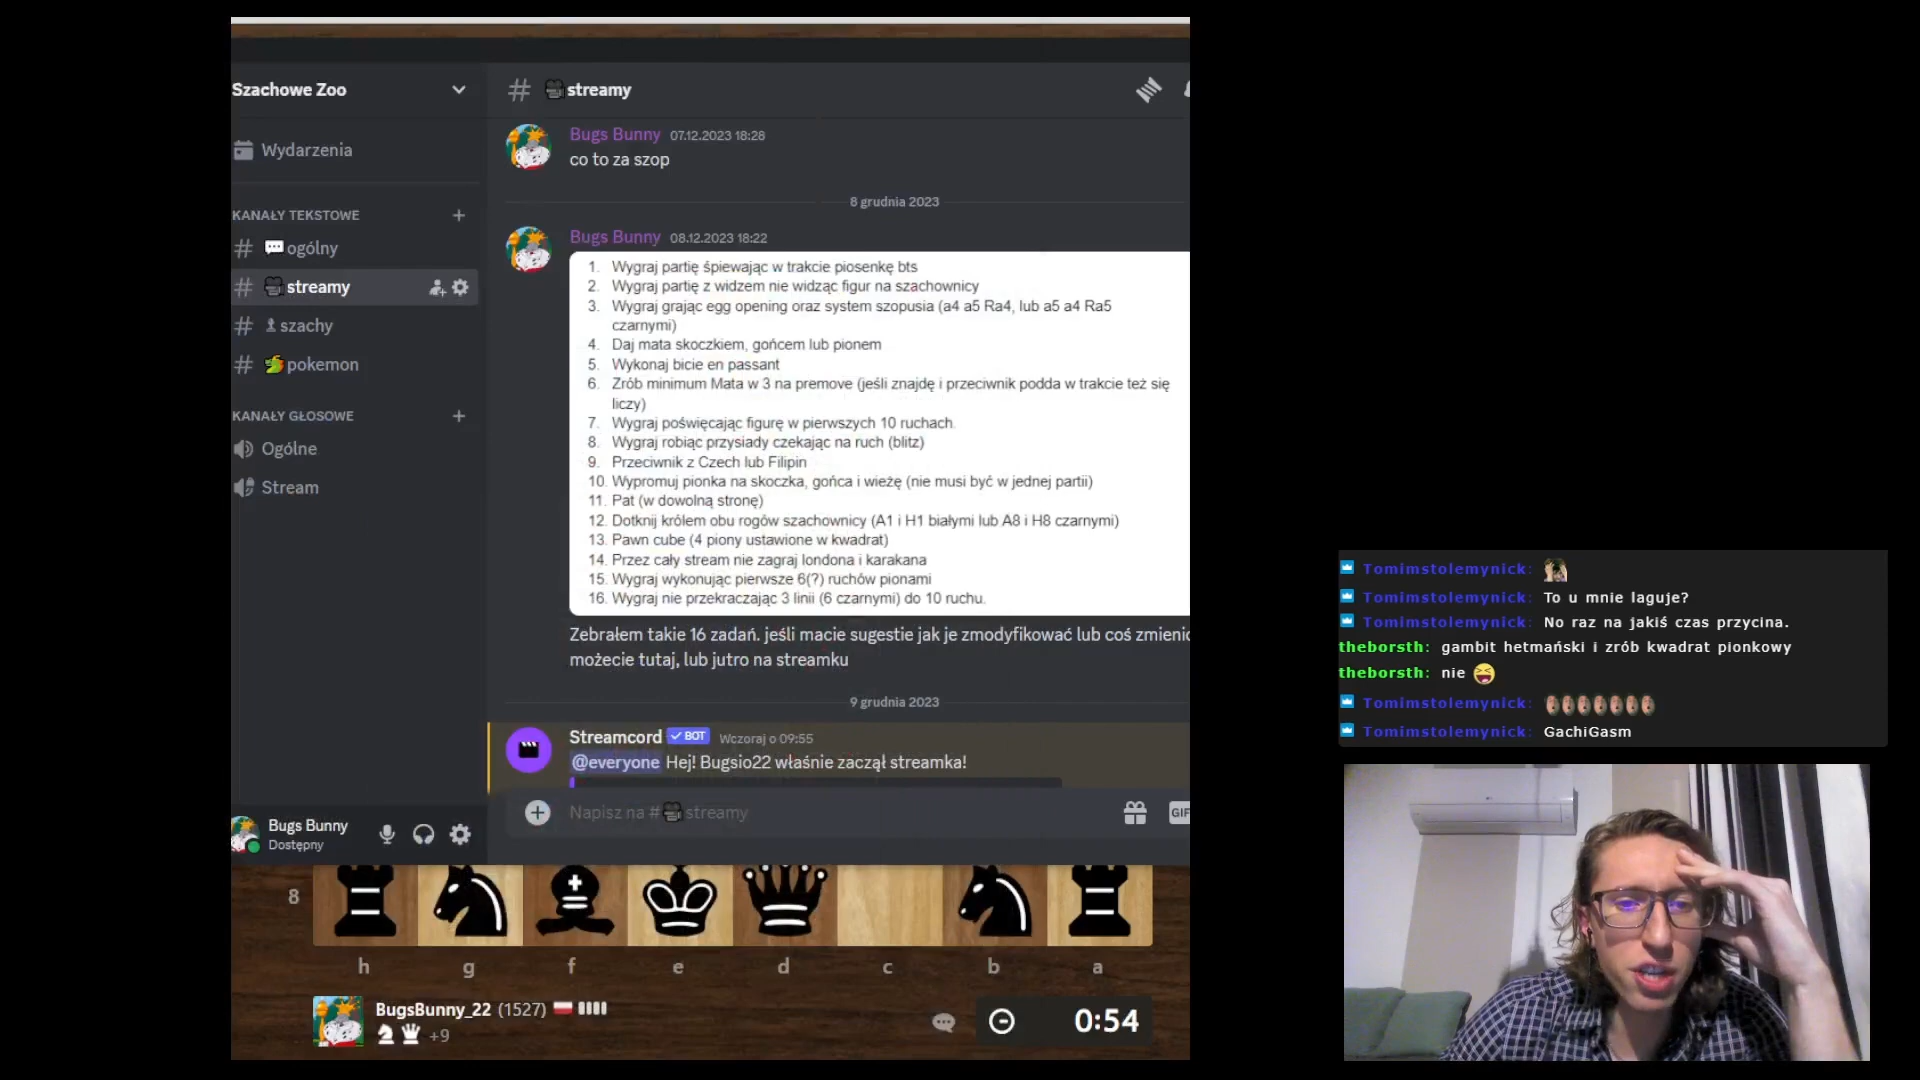 Szachowe Zoo
Wydarzenia
KANAŁY TEKSTOWE
ogólny
streamy
szachy
pokemon
KANAŁY GŁOSOWE
Ogólne
Stream
Bugs Bunny
Dostępny
streamy
Bugs Bunny 07.12.2023 18:28
co to za szop
8 grudnia 2023
Bugs Bunny 08.12.2023 18:22
1. Wygraj partię śpiewając w trakcie piosenkę bts
2. Wygraj partię z widzem nie widząc figur na szachownicy
3. Wygraj grając egg opening oraz system szopusia (a4 a5 Ra4, lub a5 a4 Ra5
czarnymi)
4. Daj mata skoczkiem, gońcem lub pionem
5. Wykonaj bicie en passant
6. Zrób minimum Mata w 3 na premove (jeśli znajdę i przeciwnik podda w trakcie też się
liczy)
7. Wygraj poświęcając figurę w pierwszych 10 ruchach.
8. Wygraj robiąc przysiady czekając na ruch (blitz)
9. Przeciwnik z Czech lub Filipin
10. Wypromuj pionka na skoczka, gońca i wieżę (nie musi być w jednej partii)
11. Pat (w dowolną stronę)
12. Dotknij królem obu rogów szachownicy (A1 i H1 białymi lub A8 i H8 czarnymi)
13. Pawn cube (4 piony ustawione w kwadrat)
14. Przez cały stream nie zagraj londona i karakana
15. Wygraj wykonując pierwsze 6(?) ruchów pionami
16. Wygraj nie przekraczając 3 linii (6 czarnymi) do 10 ruchu.
Zebrałem takie 16 zadań. jeśli macie sugestie jak je zmodyfikować lub coś zmienić
możecie tutaj, lub jutro na streamku
9 grudnia 2023
Streamcord BOT Wczoraj o 09:55
@everyone Hej! Bugsio22 właśnie zaczął streamka!
Napisz na # streamy
GIF
8
h g f e d c b a
BugsBunny_22 (1527)
+9
0:54
Tomimstolemynick:
Tomimstolemynick: To u mnie laguje?
Tomimstolemynick: No raz na jakiś czas przycina.
theborsth: gambit hetmański i zrób kwadrat pionkowy
theborsth: nie
Tomimstolemynick:
Tomimstolemynick: GachiGasm